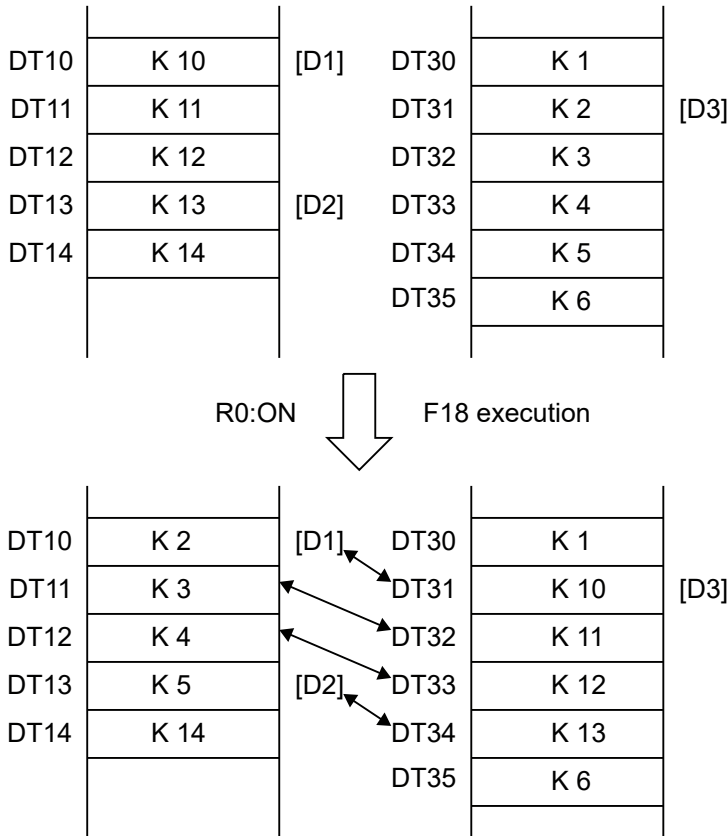 DT10 K 10 [D1] DT30 K 1
DT11 K 11 DT31 K 2 [D3]
DT12 K 12 DT32 K 3
DT13 K 13 [D2] DT33 K 4
DT14 K 14 DT34 K 5
DT35 K 6
R0:ON F18 execution
DT10 K 2 [D1] DT30 K 1
DT11 K 3 DT31 K 10 [D3]
DT12 K 4 DT32 K 11
DT13 K 5 [D2] DT33 K 12
DT14 K 14 DT34 K 13
DT35 K 6